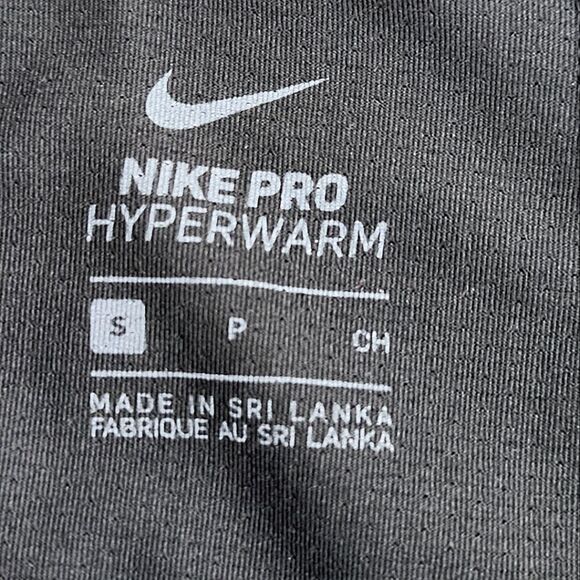 NIKE PRO
HYPERWARM
S P CH
MADE IN SRI LANKA
FABRIQUE AU SRI LANKA